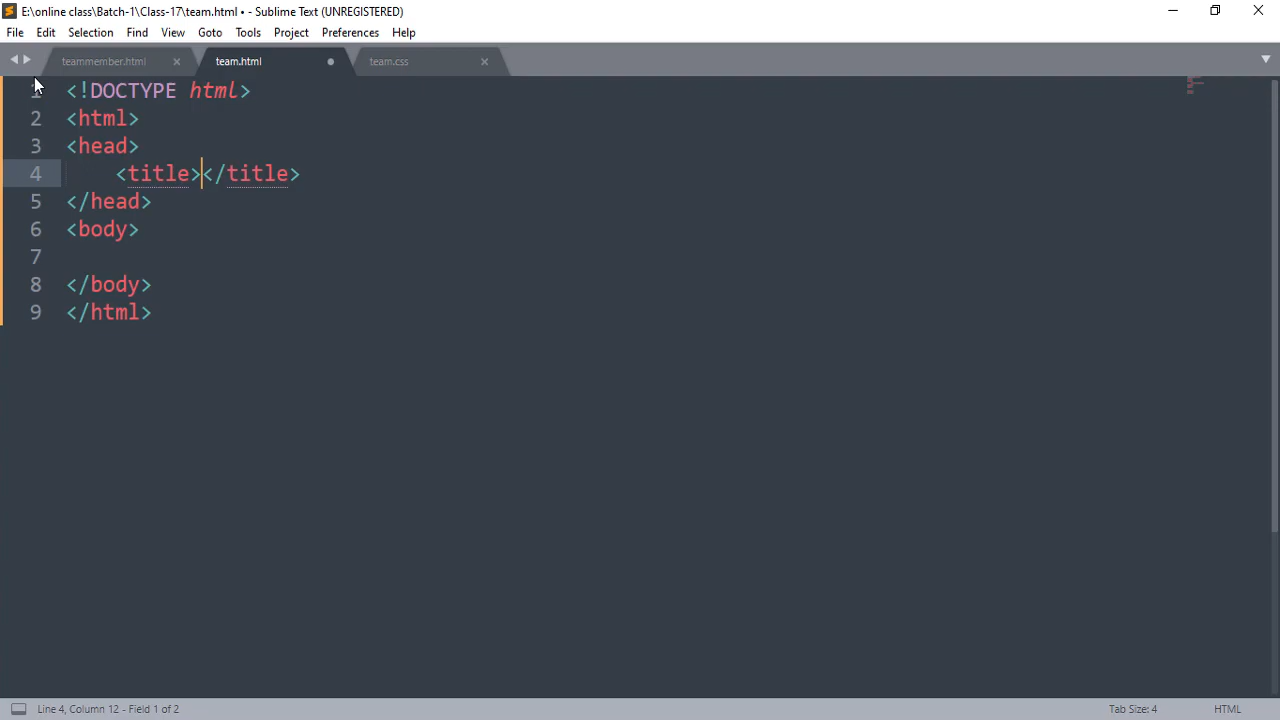 E:\online class\Batch-1\Class-17\team.html • - Sublime Text (UNREGISTERED)
File Edit Selection Find View Goto Tools Project Preferences Help
teammember.html team.html team.css
1 <!DOCTYPE html>
2 <html>
3 <head>
4 <title></title>
5 </head>
6 <body>
7
8 </body>
9 </html>
Line 4, Column 12 - Field 1 of 2 Tab Size: 4 HTML